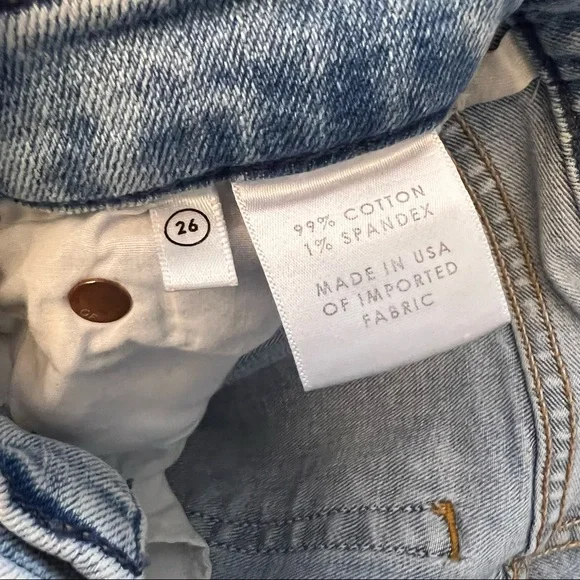 26
99% COTTON
1% SPANDEX
MADE IN USA
OF IMPORTED
FABRIC